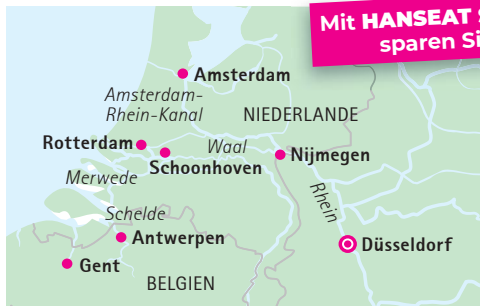 Mit HANSEAT
sparen Si
Amsterdam
Amsterdam-
Rhein-Kanal
NIEDERLANDE
Rotterdam
Waal
Nijmegen
Schoonhoven
Merwede
Rhein
Schelde
Antwerpen
Düsseldorf
Gent
BELGIEN